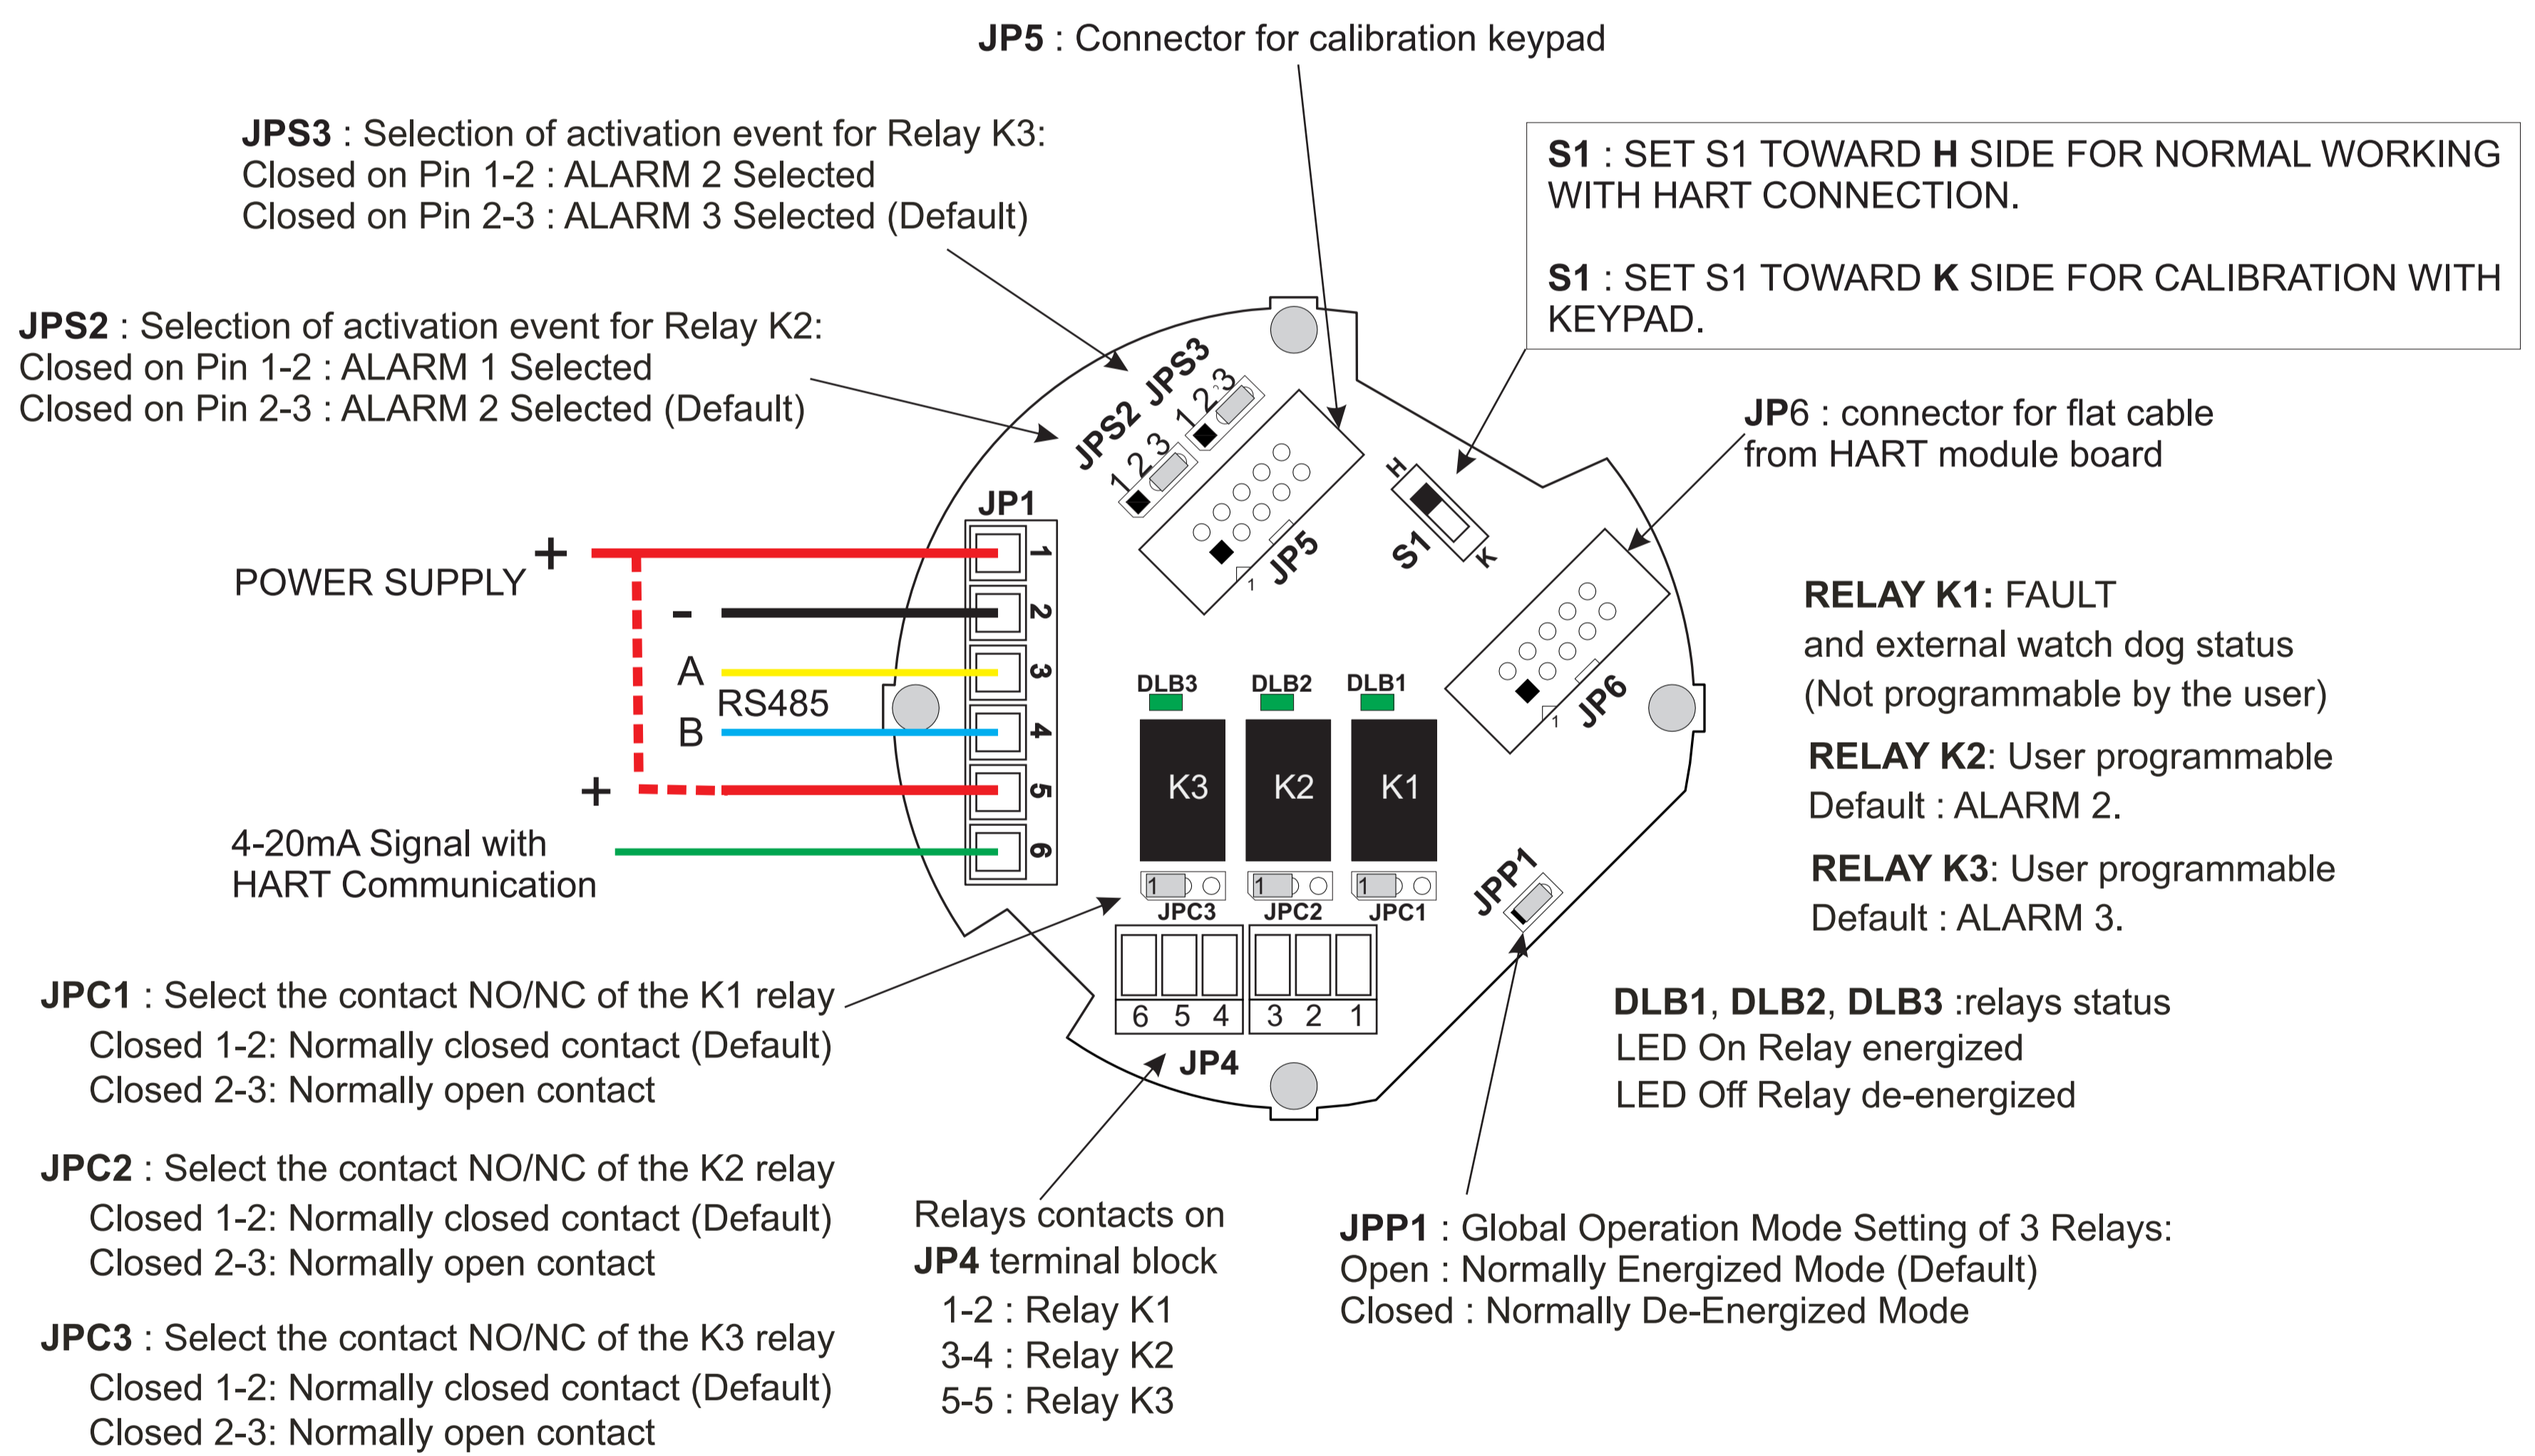 JP5 : Connector for calibration keypad
JPS3 : Selection of activation event for Relay K3:
Closed on Pin 1-2 : ALARM 2 Selected
Closed on Pin 2-3 : ALARM 3 Selected (Default)
S1 : SET S1 TOWARD H SIDE FOR NORMAL WORKING
WITH HART CONNECTION.
S1 : SET S1 TOWARD K SIDE FOR CALIBRATION WITH
KEYPAD.
JPS2 : Selection of activation event for Relay K2:
Closed on Pin 1-2 : ALARM 1 Selected
Closed on Pin 2-3 : ALARM 2 Selected (Default)
JP6 : connector for flat cable
from HART module board
JPS3
1 2 3
JPS2
1 2 3
JP5
1
H
S1
K
JP6
1
JP1
1
2
3
4
5
6
POWER SUPPLY
+
-
A
RS485
B
+
4-20mA Signal with
HART Communication
RELAY K1: FAULT
and external watch dog status
(Not programmable by the user)
RELAY K2: User programmable
Default : ALARM 2.
RELAY K3: User programmable
Default : ALARM 3.
DLB3 DLB2 DLB1
K3 K2 K1
1 1 1
JPC3 JPC2 JPC1
JPP1
6 5 4 3 2 1
JP4
JPC1 : Select the contact NO/NC of the K1 relay
Closed 1-2: Normally closed contact (Default)
Closed 2-3: Normally open contact
JPC2 : Select the contact NO/NC of the K2 relay
Closed 1-2: Normally closed contact (Default)
Closed 2-3: Normally open contact
JPC3 : Select the contact NO/NC of the K3 relay
Closed 1-2: Normally closed contact (Default)
Closed 2-3: Normally open contact
Relays contacts on
JP4 terminal block
1-2 : Relay K1
3-4 : Relay K2
5-5 : Relay K3
DLB1, DLB2, DLB3 :relays status
LED On Relay energized
LED Off Relay de-energized
JPP1 : Global Operation Mode Setting of 3 Relays:
Open : Normally Energized Mode (Default)
Closed : Normally De-Energized Mode